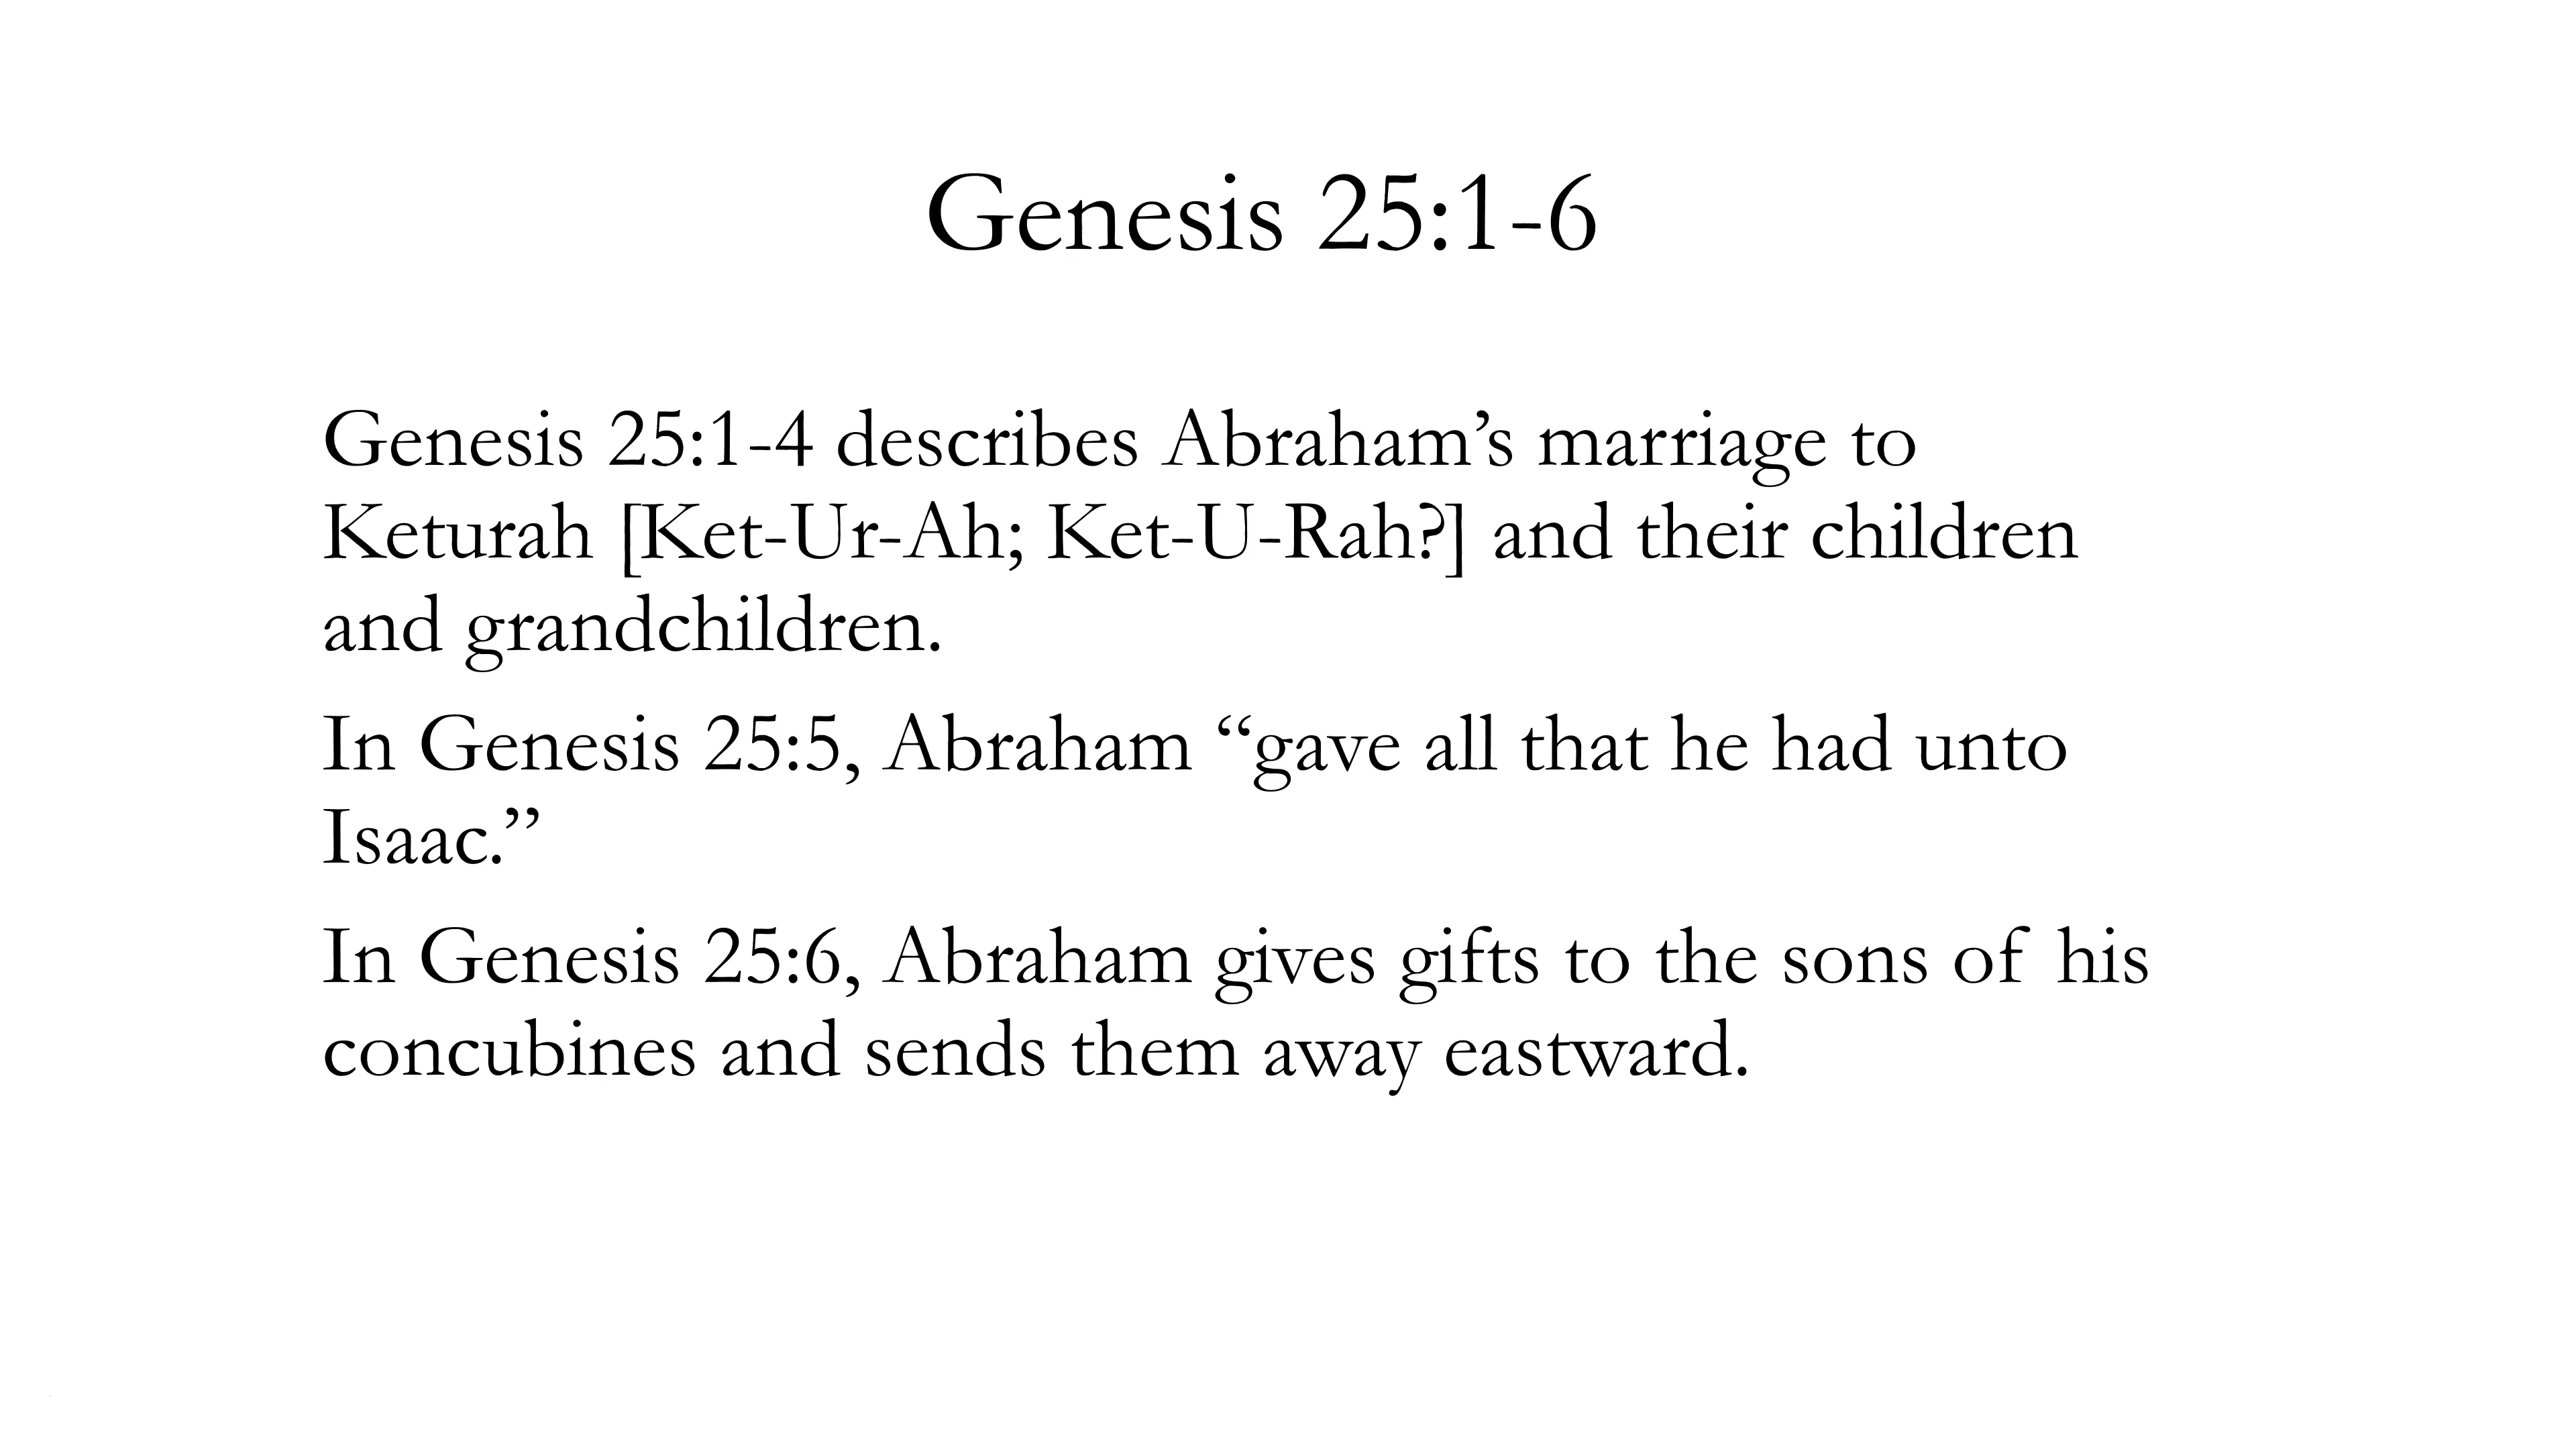 Genesis 25:1-6
Genesis 25:1-4 describes Abraham’s marriage to
Keturah [Ket-Ur-Ah; Ket-U-Rah?] and their children
and grandchildren.
In Genesis 25:5, Abraham “gave all that he had unto
Isaac.”
In Genesis 25:6, Abraham gives gifts to the sons of his
concubines and sends them away eastward.